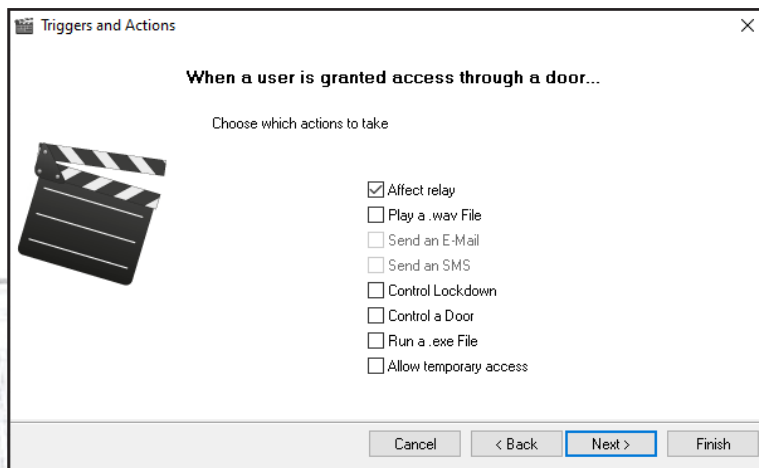 Triggers and Actions
When a user is granted access through a door...
Choose which actions to take
Affect relay
Play a .wav File
Send an E-Mail
Send an SMS
Control Lockdown
Control a Door
Run a .exe File
Allow temporary access
Cancel < Back Next > Finish